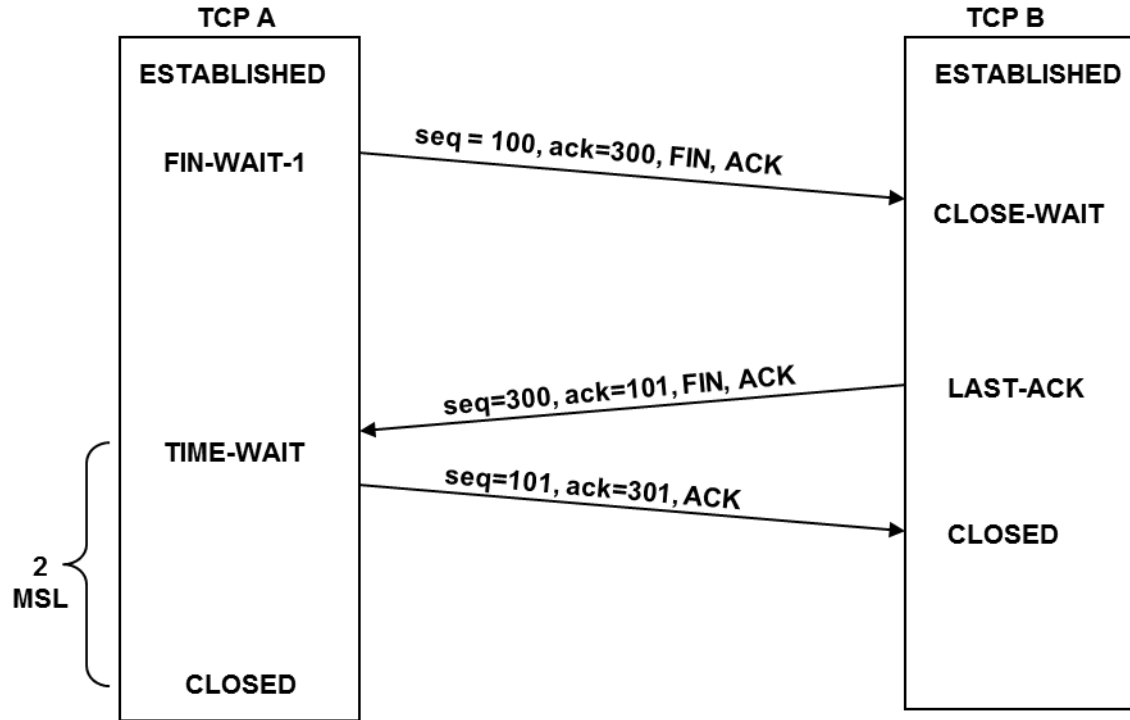 TCP A
TCP B
ESTABLISHED
ESTABLISHED
seq = 100, ack=300, FIN, ACK
FIN-WAIT-1
CLOSE-WAIT
seq=300, ack=101, FIN, ACK
LAST-ACK
TIME-WAIT
seq=101, ack=301, ACK
CLOSED
2
MSL
CLOSED